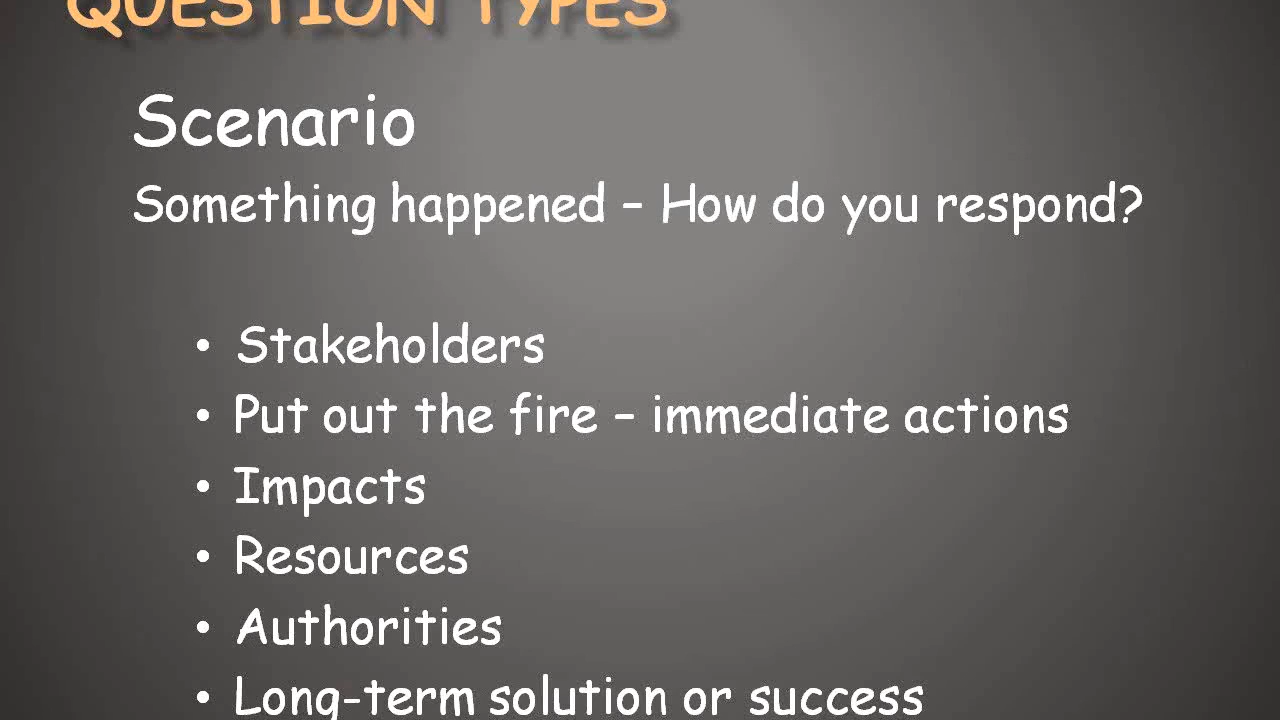 QUESTION TYPES
Scenario
Something happened – How do you respond?
• Stakeholders
• Put out the fire – immediate actions
• Impacts
• Resources
• Authorities
• Long-term solution or success